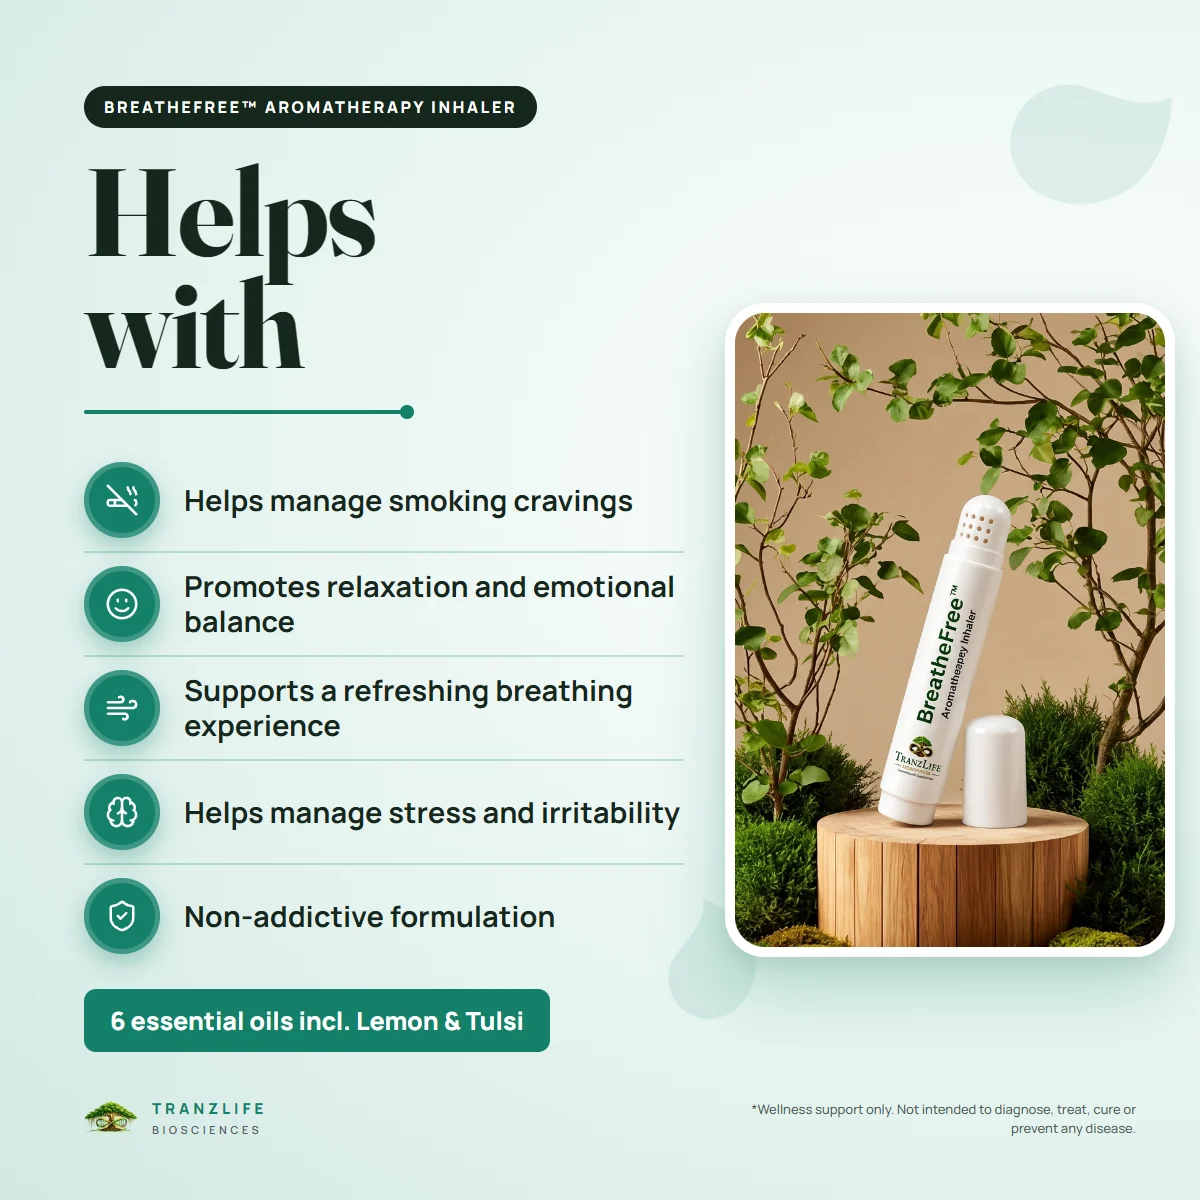 BREATHEFREE™ AROMATHERAPY INHALER
Helps
with
Helps manage smoking cravings
Promotes relaxation and emotional
balance
Supports a refreshing breathing
experience
Helps manage stress and irritability
Non-addictive formulation
6 essential oils incl. Lemon & Tulsi
BreatheFree™
Aromatheapey Inhaler
TRANZLIFE
TRANZLIFE
BIOSCIENCES
*Wellness support only. Not intended to diagnose, treat, cure or
prevent any disease.